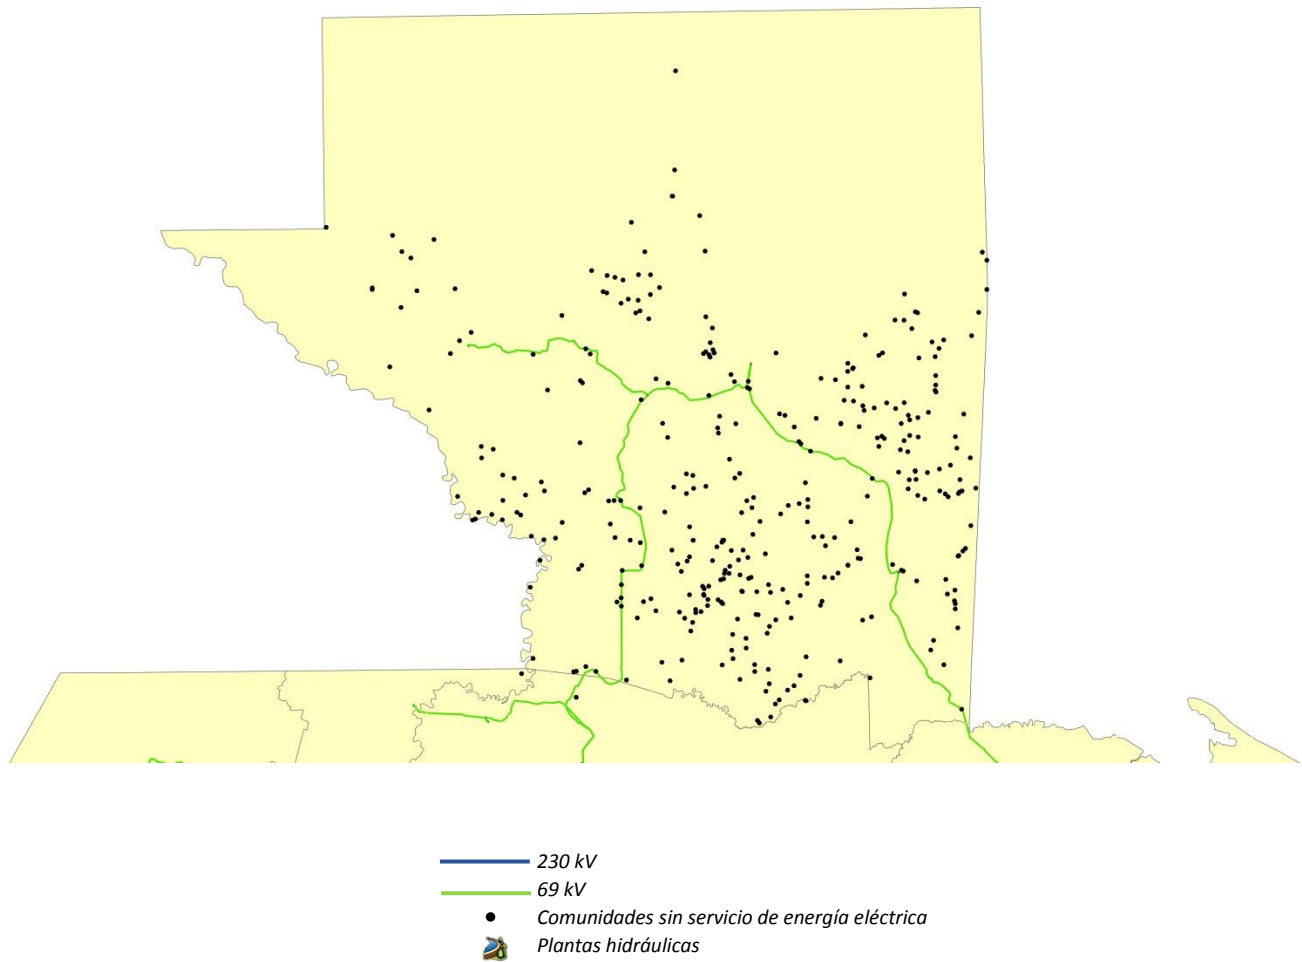 230 kV
69 kV
Comunidades sin servicio de energía eléctrica
Plantas hidráulicas